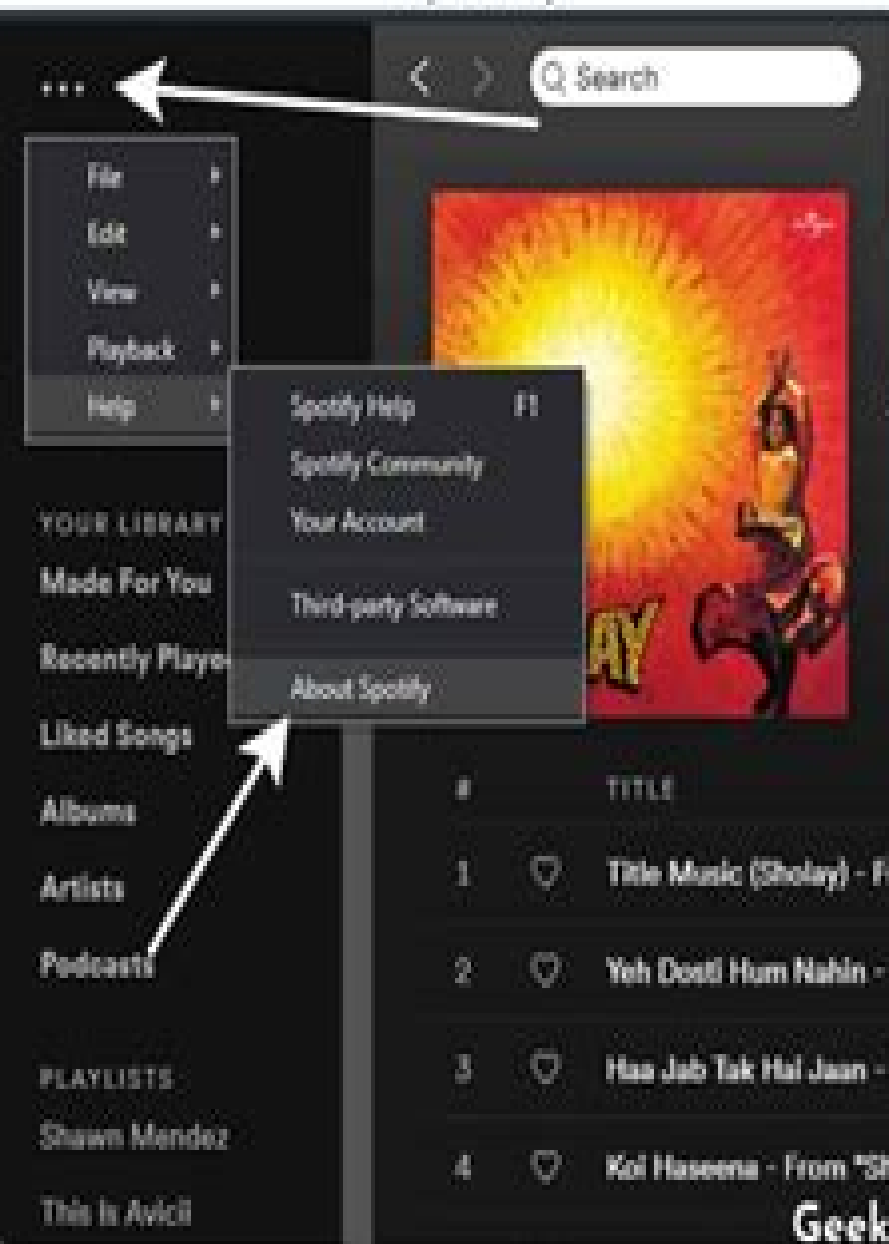 ...
Search
File
Edit
View
Playback
Help
Spotify Help F1
Spotify Community
Your Account
Third-party Software
About Spotify
YOUR LIBRARY
Made For You
Recently Playe
Liked Songs
Albums
Artists
Podcasts
PLAYLISTS
Shawn Mendez
This Is Avicii
AY
# TITLE
1 Title Music (Sholay) - F
2 Yeh Dosti Hum Nahin -
3 Haa Jab Tak Hai Jaan -
4 Koi Haseena - From "Sh
Geek